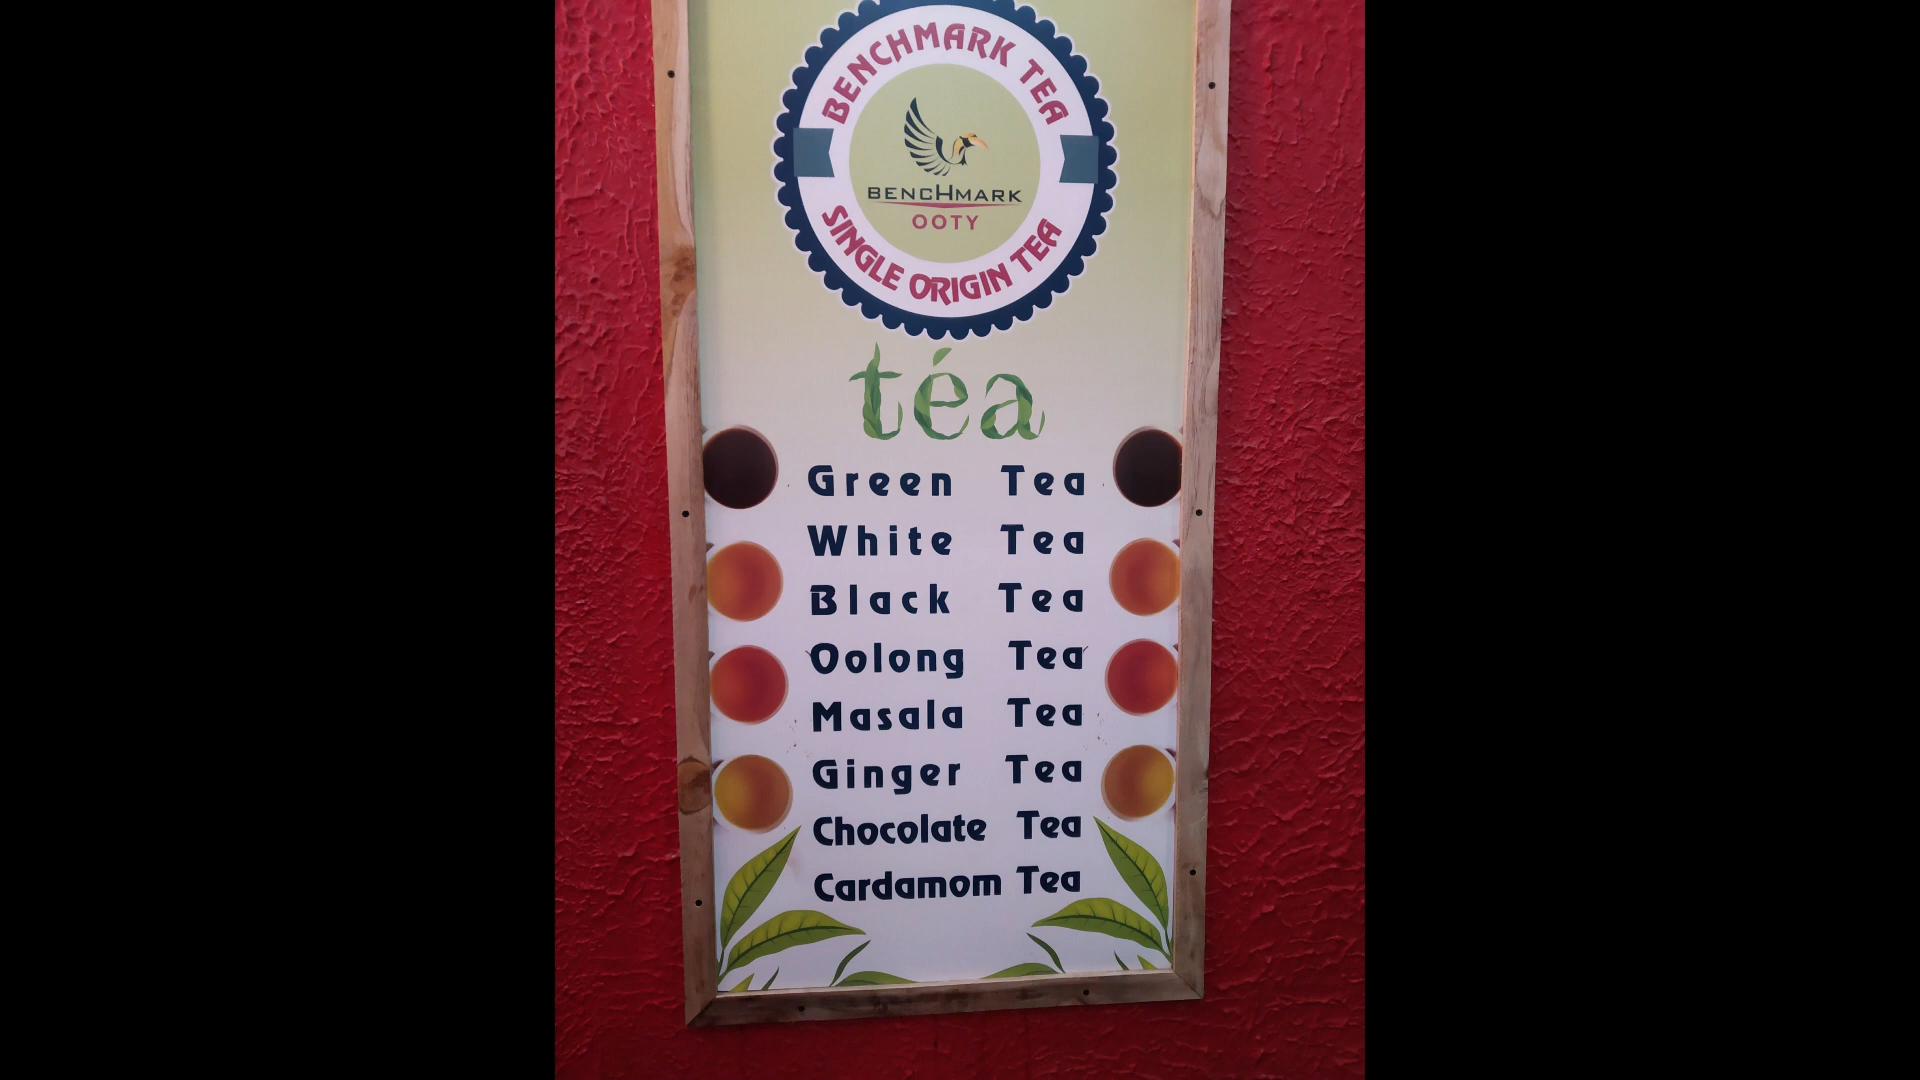 BENCHMARK TEA
BENCHMARK
OOTY
SINGLE ORIGIN TEA
téa
Green Tea
White Tea
Black Tea
Oolong Tea
Masala Tea
Ginger Tea
Chocolate Tea
Cardamom Tea